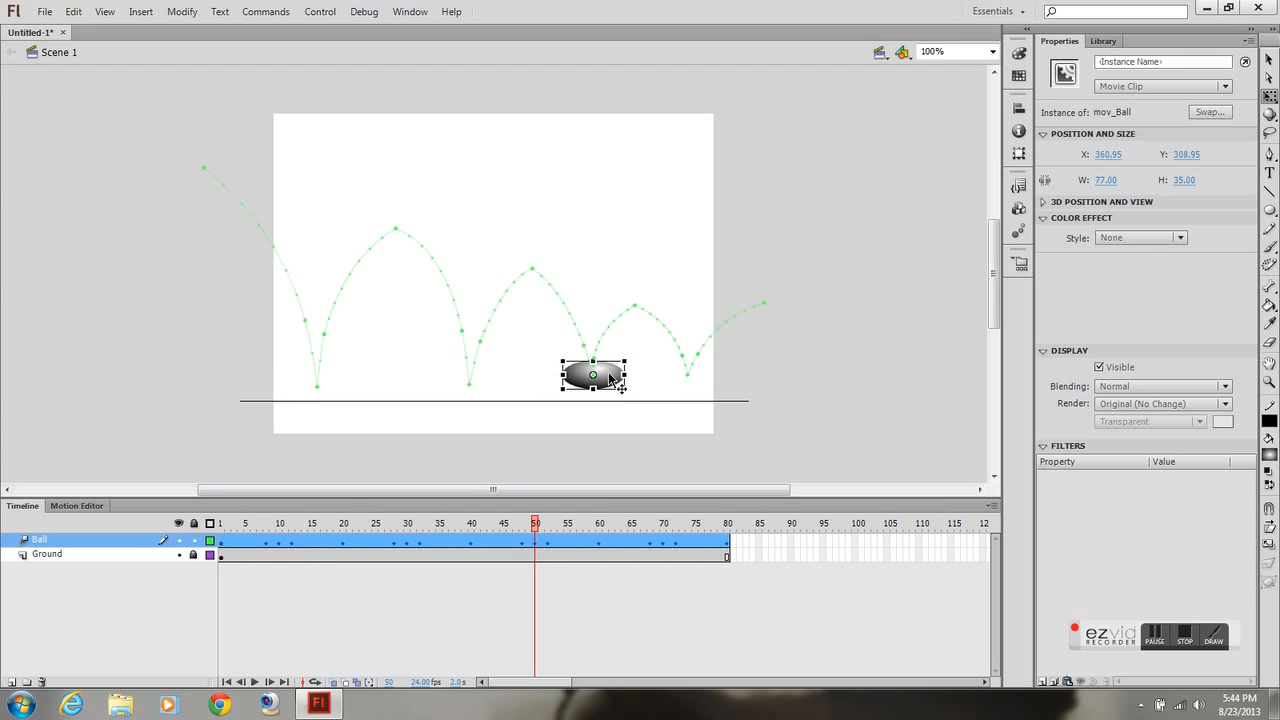 Fl File Edit View Insert Modify Text Commands Control Debug Window Help Essentials
Untitled-1* ×
Scene 1 100%
Properties Library
<Instance Name>
Movie Clip
Instance of: mov_Ball Swap...
POSITION AND SIZE
X: 360.95 Y: 308.95
W: 77.00 H: 35.00
3D POSITION AND VIEW
COLOR EFFECT
Style: None
DISPLAY
Visible
Blending: Normal
Render: Original (No Change)
Transparent
FILTERS
Property Value
Timeline Motion Editor
1 5 10 15 20 25 30 35 40 45 50 55 60 65 70 75 80 85 90 95 100 105 110 115 12
Ball
Ground
50 24.00fps 2.0s
ezvid
RECORDER
PAUSE STOP DRAW
Fl
5:44 PM
8/23/2013